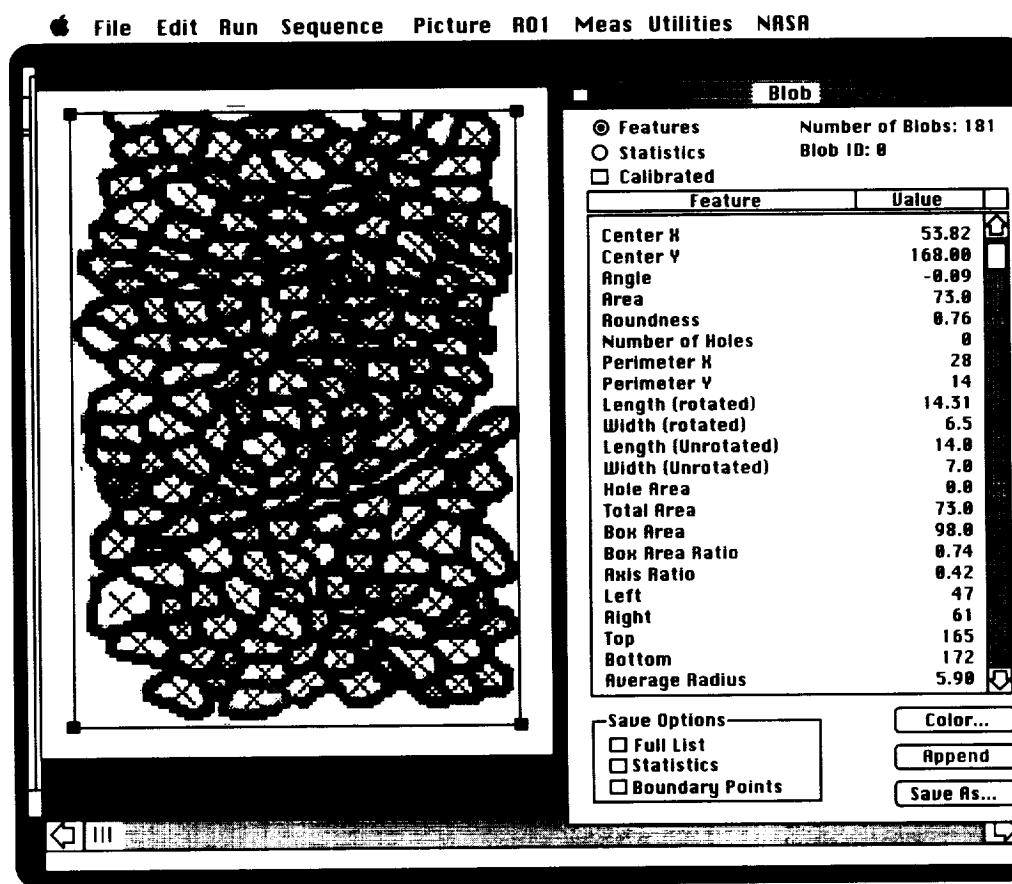 File Edit Run Sequence Picture ROI Meas Utilities NASA
Blob
Features
Number of Blobs: 181
Statistics
Blob ID: 0
Calibrated
Feature Value
Center X 53.82
Center Y 168.00
Angle -0.09
Area 73.0
Roundness 0.76
Number of Holes 0
Perimeter X 28
Perimeter Y 14
Length (rotated) 14.31
Width (rotated) 6.5
Length (Unrotated) 14.0
Width (Unrotated) 7.0
Hole Area 0.0
Total Area 73.0
Box Area 98.0
Box Area Ratio 0.74
Axis Ratio 0.42
Left 47
Right 61
Top 165
Bottom 172
Average Radius 5.90
Save Options
Full List
Statistics
Boundary Points
Color...
Append
Save As...